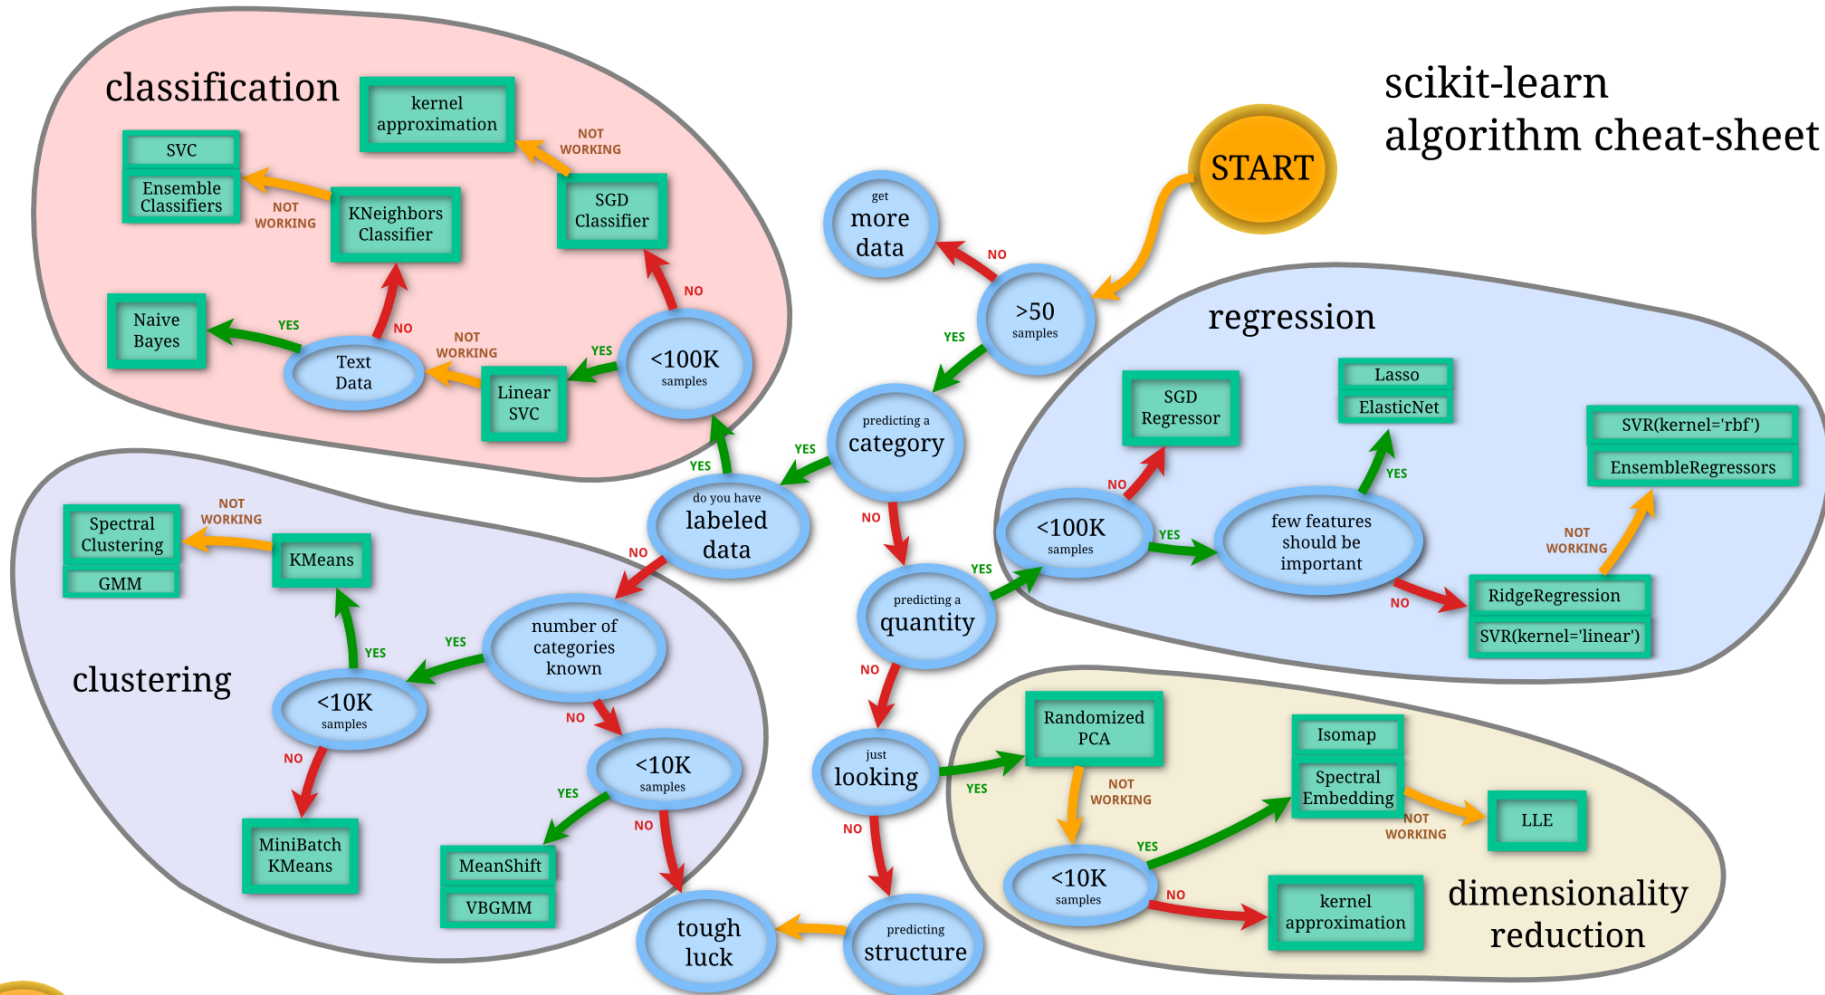 scikit-learn
algorithm cheat-sheet
START
classification
kernel
approximation
NOT
WORKING
SVC
Ensemble
Classifiers
NOT
WORKING
KNeighbors
Classifier
SGD
Classifier
NO
Naive
Bayes
YES
NO
Text
Data
NOT
WORKING
Linear
SVC
YES
<100K
samples
YES
get
more
data
NO
>50
samples
YES
predicting a
category
YES
NO
do you have
labeled
data
NO
predicting a
quantity
YES
NO
just
looking
YES
NO
predicting
structure
tough
luck
regression
SGD
Regressor
NO
<100K
samples
YES
few features
should be
important
YES
Lasso
ElasticNet
NO
RidgeRegression
SVR(kernel='linear')
NOT
WORKING
SVR(kernel='rbf')
EnsembleRegressors
clustering
Spectral
Clustering
GMM
NOT
WORKING
KMeans
YES
<10K
samples
YES
number of
categories
known
NO
NO
MiniBatch
KMeans
<10K
samples
YES
NO
MeanShift
VBGMM
dimensionality
reduction
Randomized
PCA
NOT
WORKING
<10K
samples
YES
NO
Isomap
Spectral
Embedding
NOT
WORKING
LLE
kernel
approximation